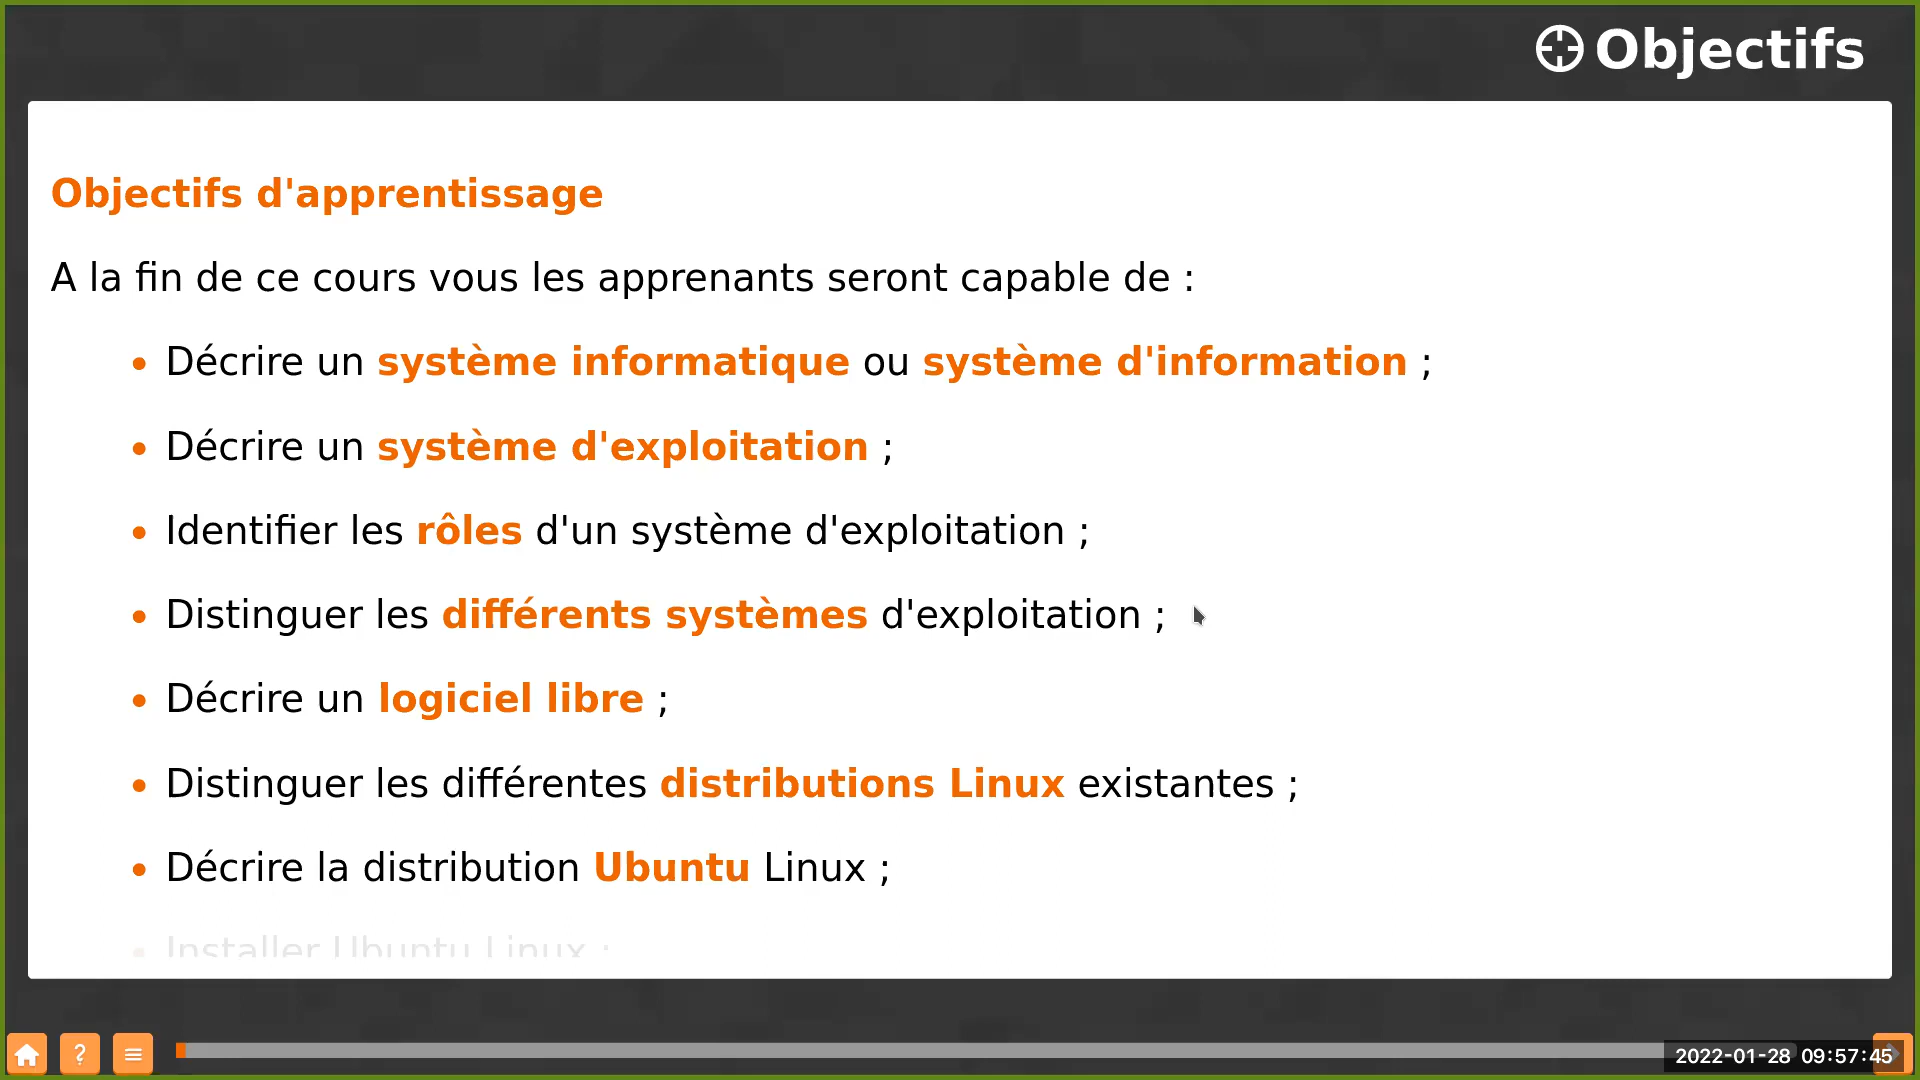 Objectifs
Objectifs d'apprentissage
A la fin de ce cours vous les apprenants seront capable de :
• Décrire un système informatique ou système d'information ;
• Décrire un système d'exploitation ;
• Identifier les rôles d'un système d'exploitation ;
• Distinguer les différents systèmes d'exploitation ;
• Décrire un logiciel libre ;
• Distinguer les différentes distributions Linux existantes ;
• Décrire la distribution Ubuntu Linux ;
• Installer Ubuntu Linux ;
?
2022-01-28 09:57:45